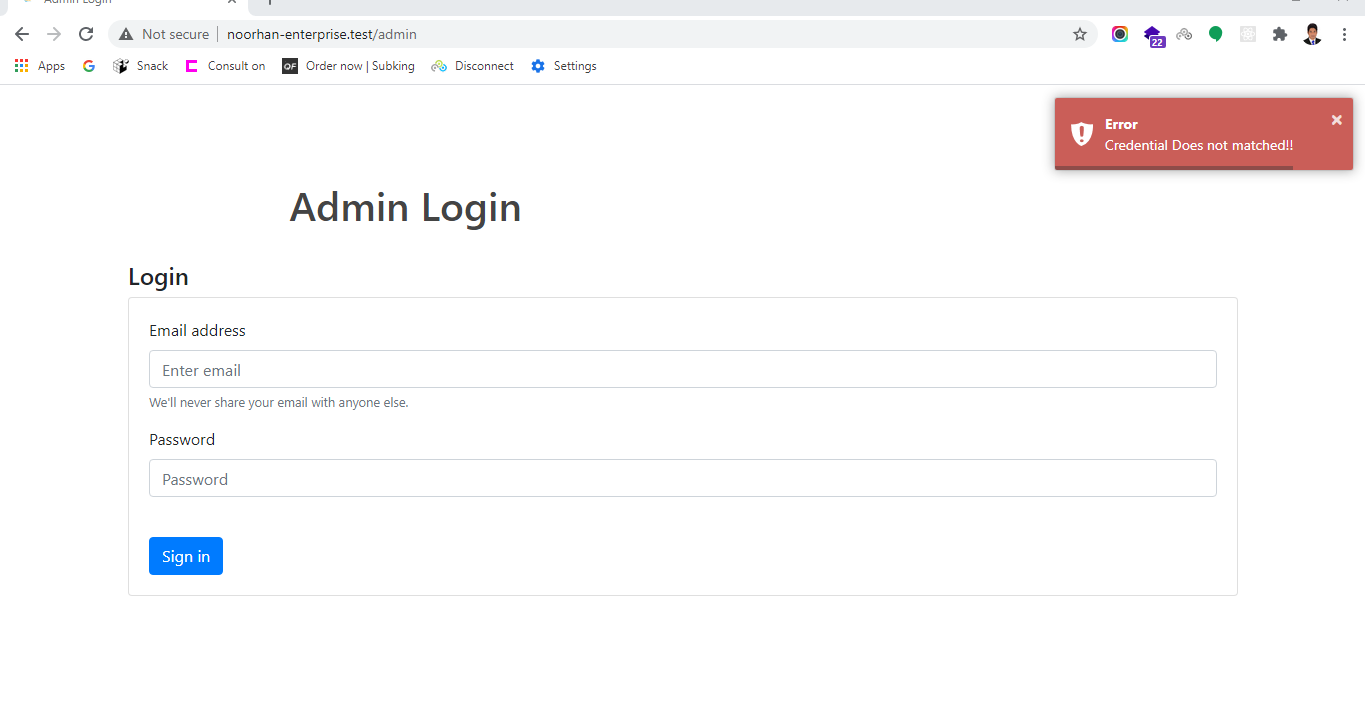 Admin Login
Not secure
noorhan-enterprise.test/admin
22
Apps
Snack
Consult on
OF
Order now | Subking
Disconnect
Settings
Error
Credential Does not matched!!
Admin Login
Login
Email address
Enter email
We'll never share your email with anyone else.
Password
Password
Sign in